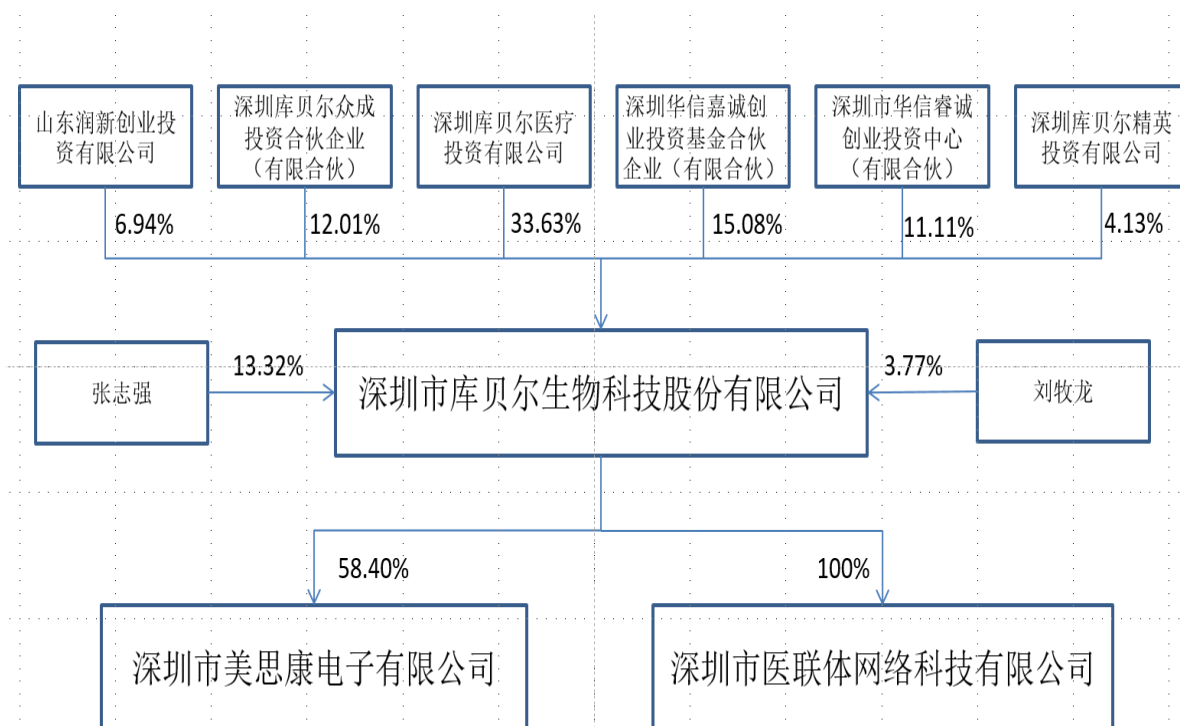 山东润新创业投
资有限公司
深圳库贝尔众成
投资合伙企业
（有限合伙）
深圳库贝尔医疗
投资有限公司
深圳华信嘉诚创
业投资基金合伙
企业（有限合伙）
深圳市华信睿诚
创业投资中心
（有限合伙）
深圳库贝尔精英
投资有限公司
6.94%
12.01%
33.63%
15.08%
11.11%
4.13%
张志强
13.32%
深圳市库贝尔生物科技股份有限公司
3.77%
刘牧龙
58.40%
100%
深圳市美思康电子有限公司
深圳市医联体网络科技有限公司